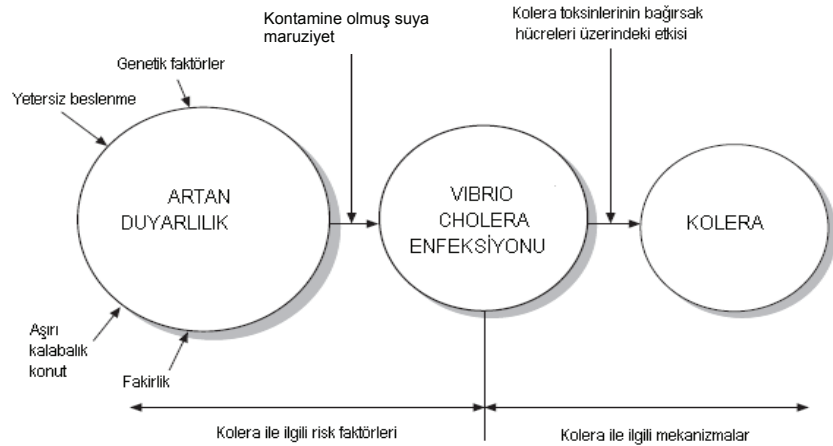 Kontamine olmuş suya
maruziyet
Kolera toksinlerinin bağırsak
hücreleri üzerindeki etkisi
Genetik faktörler
Yetersiz beslenme
ARTAN
DUYARLILIK
VIBRIO
CHOLERA
ENFEKSİYONU
KOLERA
Aşırı
kalabalık
konut
Fakirlik
Kolera ile ilgili risk faktörleri
Kolera ile ilgili mekanizmalar